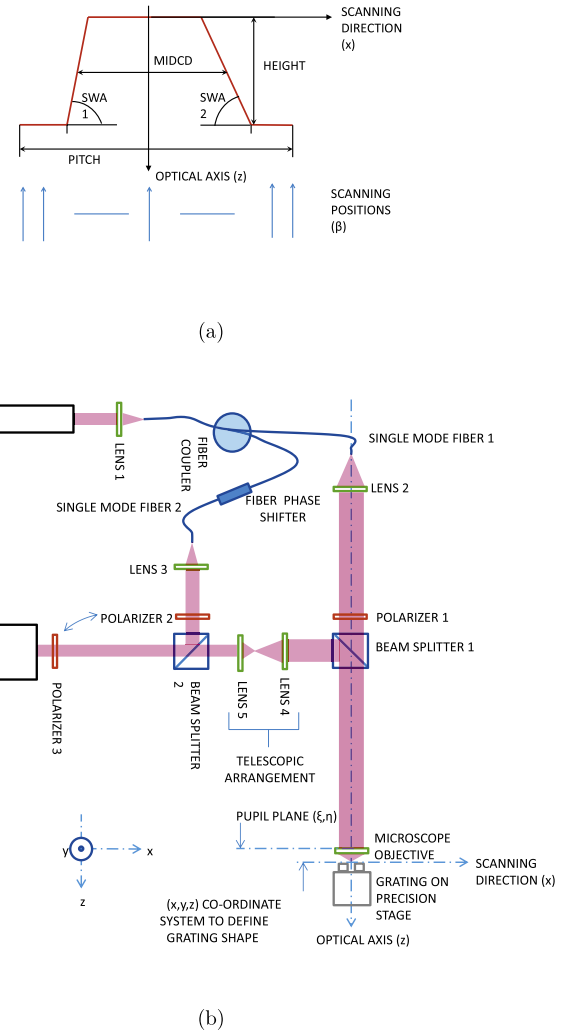 SCANNING
DIRECTION
(x)
MIDCD
HEIGHT
SWA
1
SWA
2
PITCH
OPTICAL AXIS (z)
SCANNING
POSITIONS
(β)
(a)
SINGLE MODE FIBER 1
LENS 1
FIBER
COUPLER
LENS 2
FIBER PHASE
SHIFTER
SINGLE MODE FIBER 2
LENS 3
POLARIZER 2
POLARIZER 1
BEAM SPLITTER 1
POLARIZER 3
BEAM SPLITTER
2
LENS 5
LENS 4
TELESCOPIC
ARRANGEMENT
PUPIL PLANE (ξ,η)
MICROSCOPE
OBJECTIVE
y
x
z
SCANNING
DIRECTION (x)
GRATING ON
PRECISION
STAGE
(x,y,z) CO-ORDINATE
SYSTEM TO DEFINE
GRATING SHAPE
OPTICAL AXIS (z)
(b)